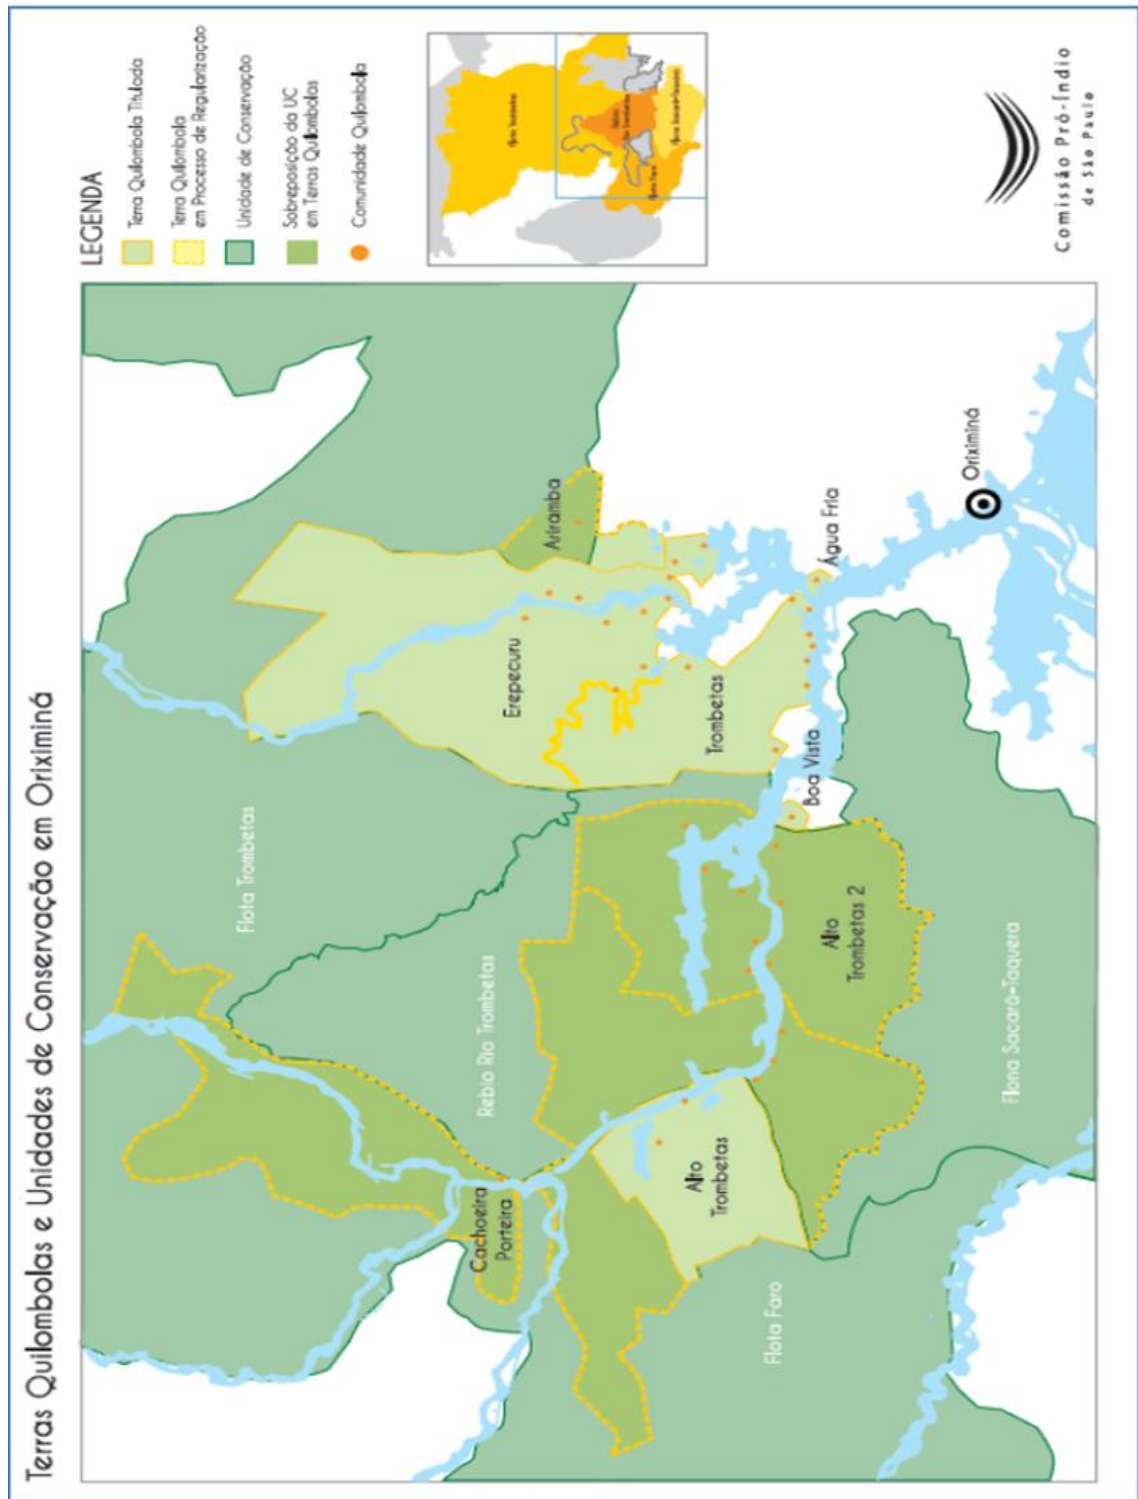 Terras Quilombolas e Unidades de Conservação em Oriximiná
Flota Trombetas
Erepecuru
Ariramba
Rebio Rio Trombetas
Cachoeira
Porteira
Trombetas
Água Fria
Oriximiná
Boa Vista
Alto
Trombetas
Alto
Trombetas 2
Flota Faro
Flona Sacará-Taquera
LEGENDA
Terra Quilombola Titulada
Terra Quilombola
em Processo de Regularização
Unidade de Conservação
Sobreposição da UC
em Terras Quilombolas
Comunidade Quilombola
Comissão Pró-Índio
de São Paulo